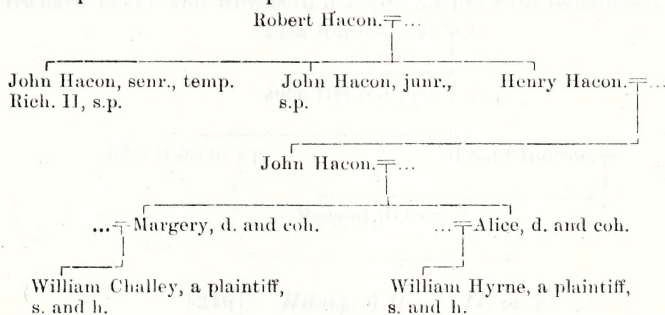 Robert Hacon. ...
John Hacon, senr., temp. Rich. II, s.p.
John Hacon, junr., s.p.
Henry Hacon. ...
John Hacon. ...
... Margery, d. and coh.
... Alice, d. and coh.
William Challey, a plaintiff, s. and h.
William Hyrne, a plaintiff, s. and h.